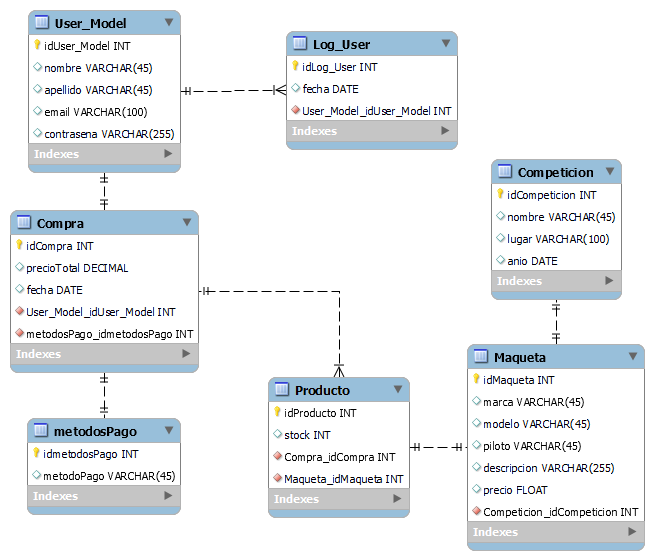 User_Model
idUser_Model INT
nombre VARCHAR(45)
apellido VARCHAR(45)
email VARCHAR(100)
contrasena VARCHAR(255)
Indexes
Log_User
idLog_User INT
fecha DATE
User_Model_idUser_Model INT
Indexes
Competicion
idCompeticion INT
nombre VARCHAR(45)
lugar VARCHAR(100)
anio DATE
Indexes
Compra
idCompra INT
precioTotal DECIMAL
fecha DATE
User_Model_idUser_Model INT
metodosPago_idmetodosPago INT
Indexes
Maqueta
idMaqueta INT
marca VARCHAR(45)
modelo VARCHAR(45)
piloto VARCHAR(45)
descripcion VARCHAR(255)
precio FLOAT
Competicion_idCompeticion INT
Indexes
Producto
idProducto INT
stock INT
Compra_idCompra INT
Maqueta_idMaqueta INT
Indexes
metodosPago
idmetodosPago INT
metodoPago VARCHAR(45)
Indexes